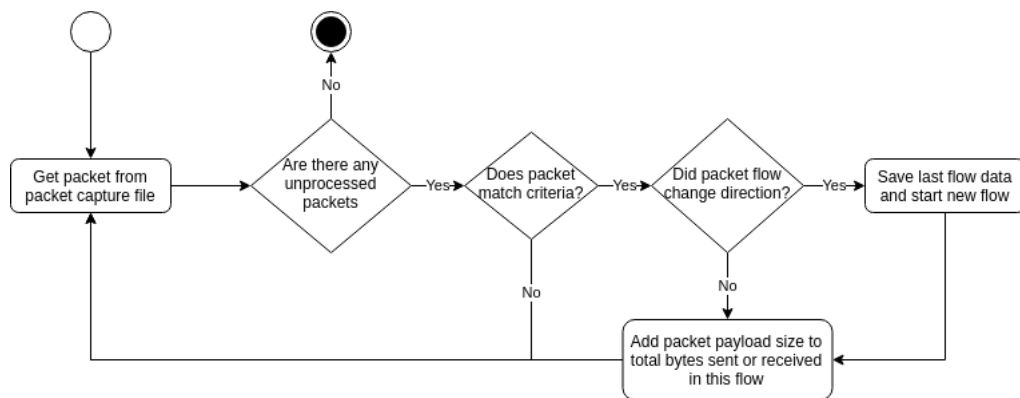 No
Get packet from
packet capture file
Are there any
unprocessed
packets
Yes
Does packet
match criteria?
Yes
Did packet flow
change direction?
Yes
Save last flow data
and start new flow
No
No
Add packet payload size to
total bytes sent or received
in this flow